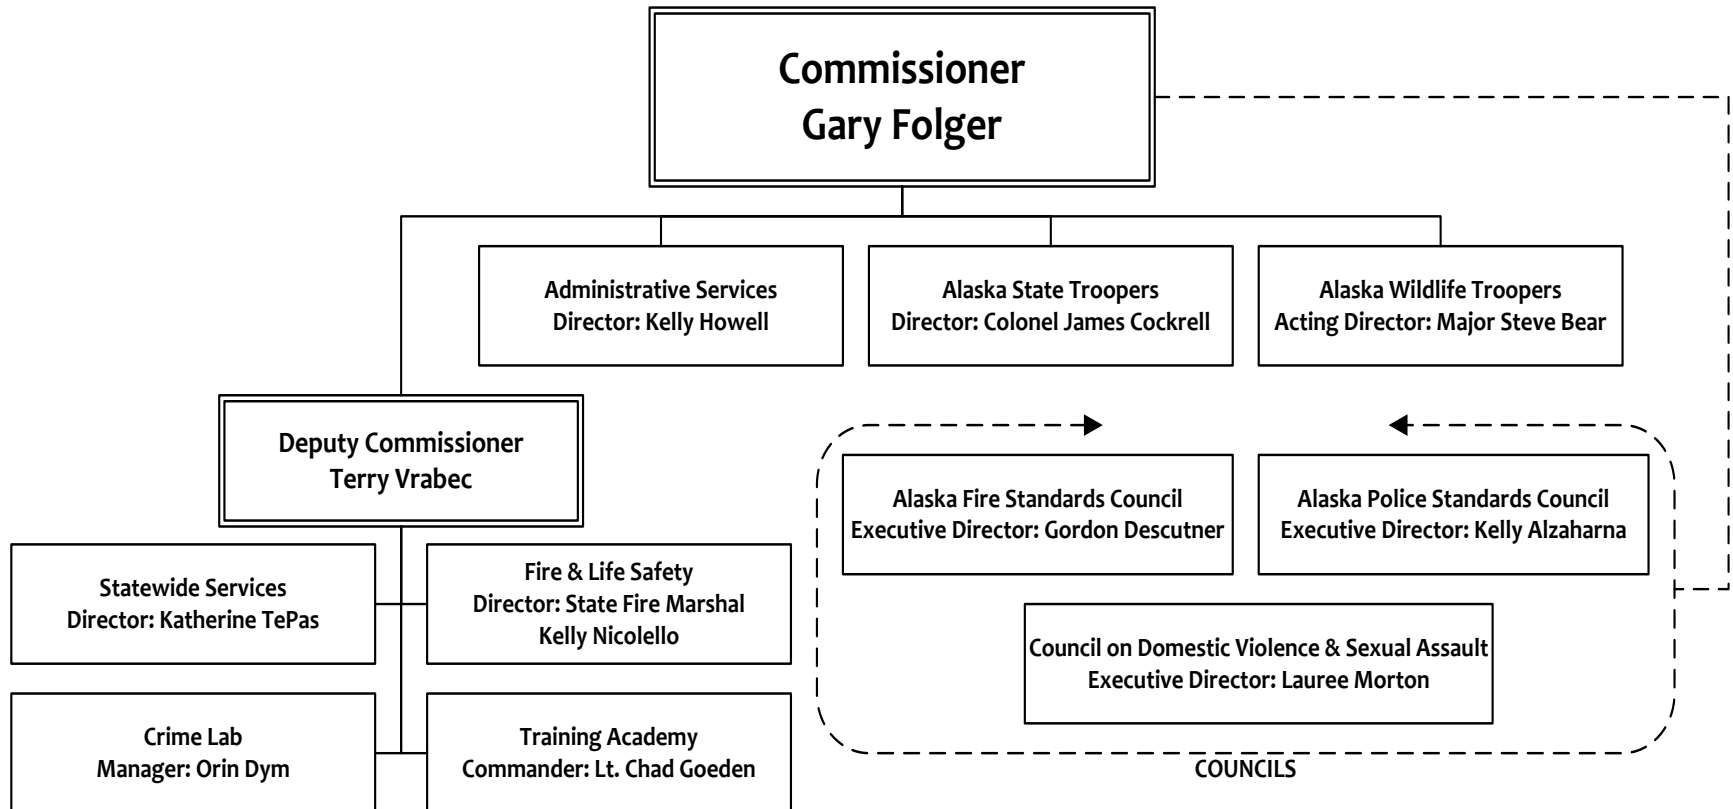 Commissioner
Gary Folger
Administrative Services
Director: Kelly Howell
Alaska State Troopers
Director: Colonel James Cockrell
Alaska Wildlife Troopers
Acting Director: Major Steve Bear
Deputy Commissioner
Terry Vrabec
Alaska Fire Standards Council
Executive Director: Gordon Descutner
Alaska Police Standards Council
Executive Director: Kelly Alzaharna
Statewide Services
Director: Katherine TePas
Fire & Life Safety
Director: State Fire Marshal
Kelly Nicolello
Council on Domestic Violence & Sexual Assault
Executive Director: Lauree Morton
Crime Lab
Manager: Orin Dym
Training Academy
Commander: Lt. Chad Goeden
COUNCILS